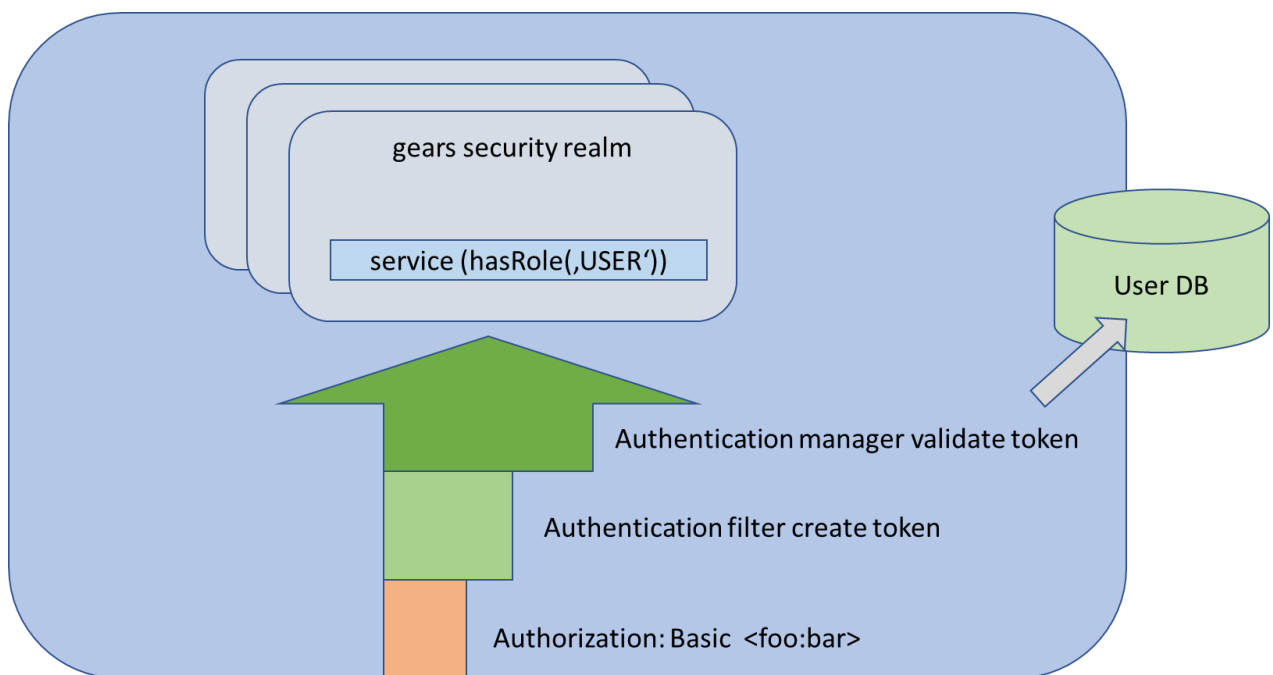 gears security realm
service (hasRole(‚USER‘))
User DB
Authentication manager validate token
Authentication filter create token
Authorization: Basic <foo:bar>